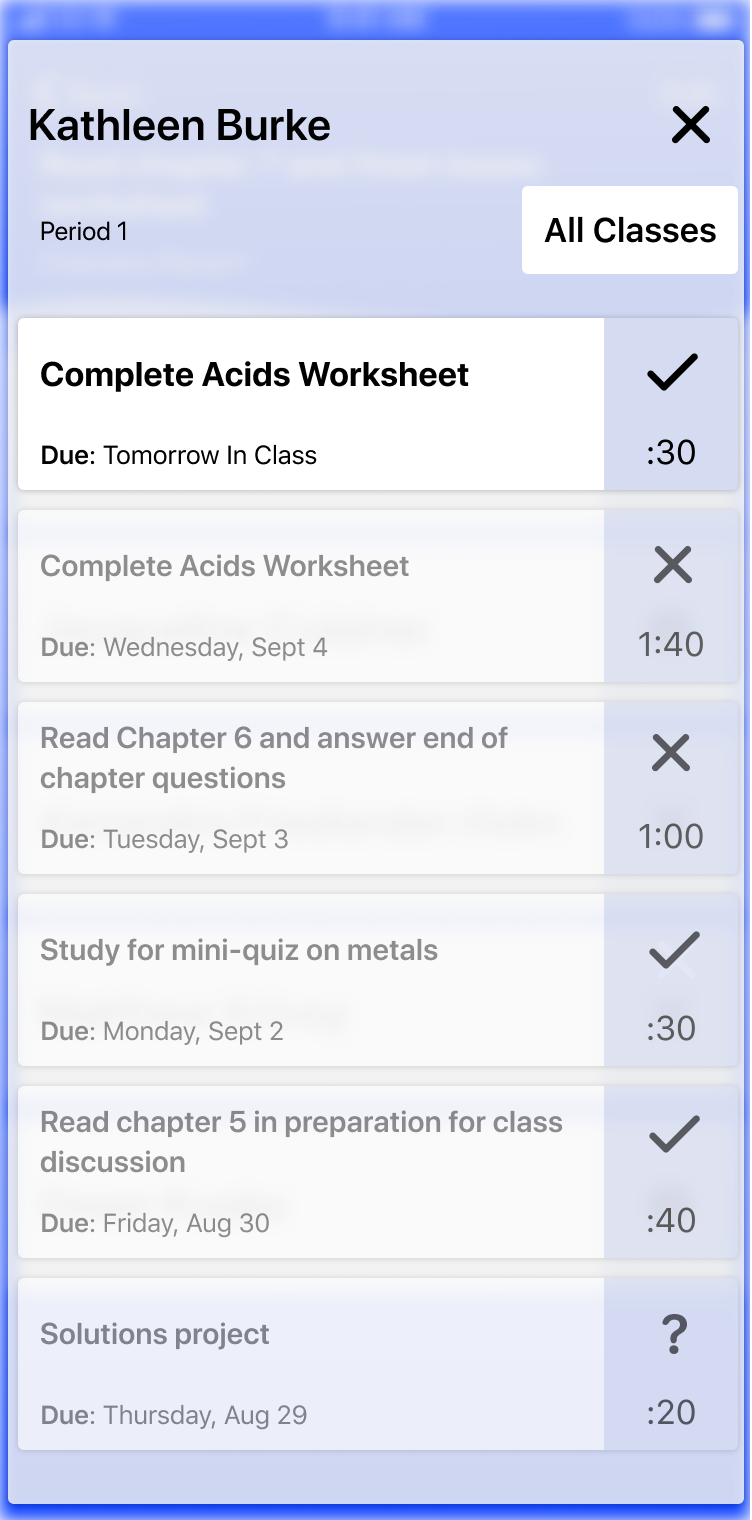 Kathleen Burke
Period 1
All Classes
Complete Acids Worksheet
Due: Tomorrow In Class
:30
Complete Acids Worksheet
Due: Wednesday, Sept 4
1:40
Read Chapter 6 and answer end of
chapter questions
Due: Tuesday, Sept 3
1:00
Study for mini-quiz on metals
Due: Monday, Sept 2
:30
Read chapter 5 in preparation for class
discussion
Due: Friday, Aug 30
:40
Solutions project
?
Due: Thursday, Aug 29
:20